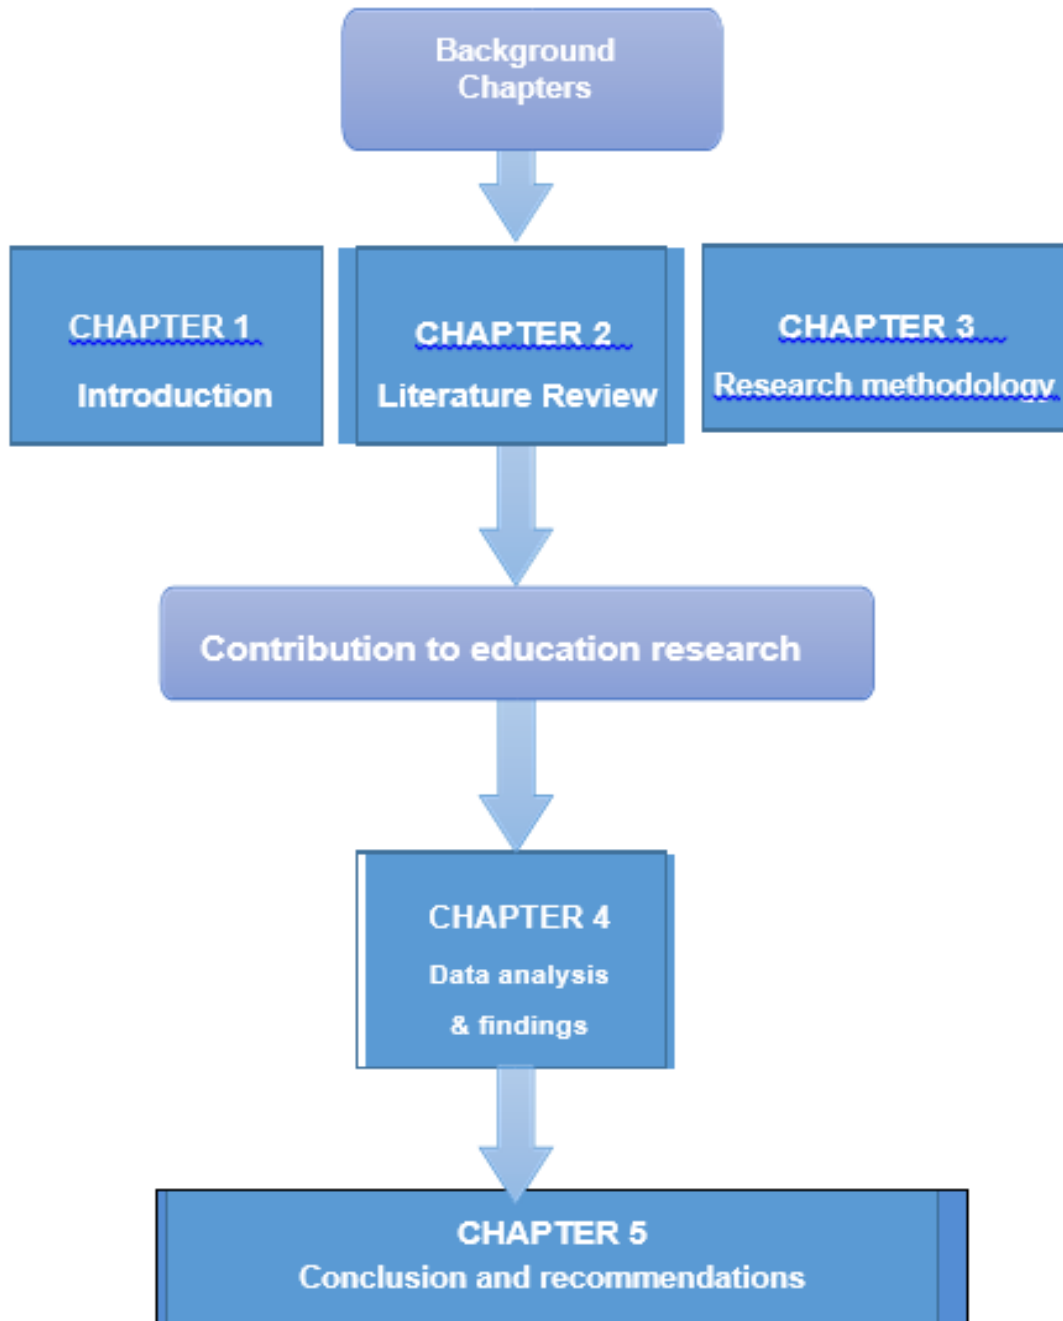 Background
Chapters
CHAPTER 1
Introduction
CHAPTER 2
Literature Review
CHAPTER 3
Research methodology
Contribution to education research
CHAPTER 4
Data analysis
& findings
CHAPTER 5
Conclusion and recommendations